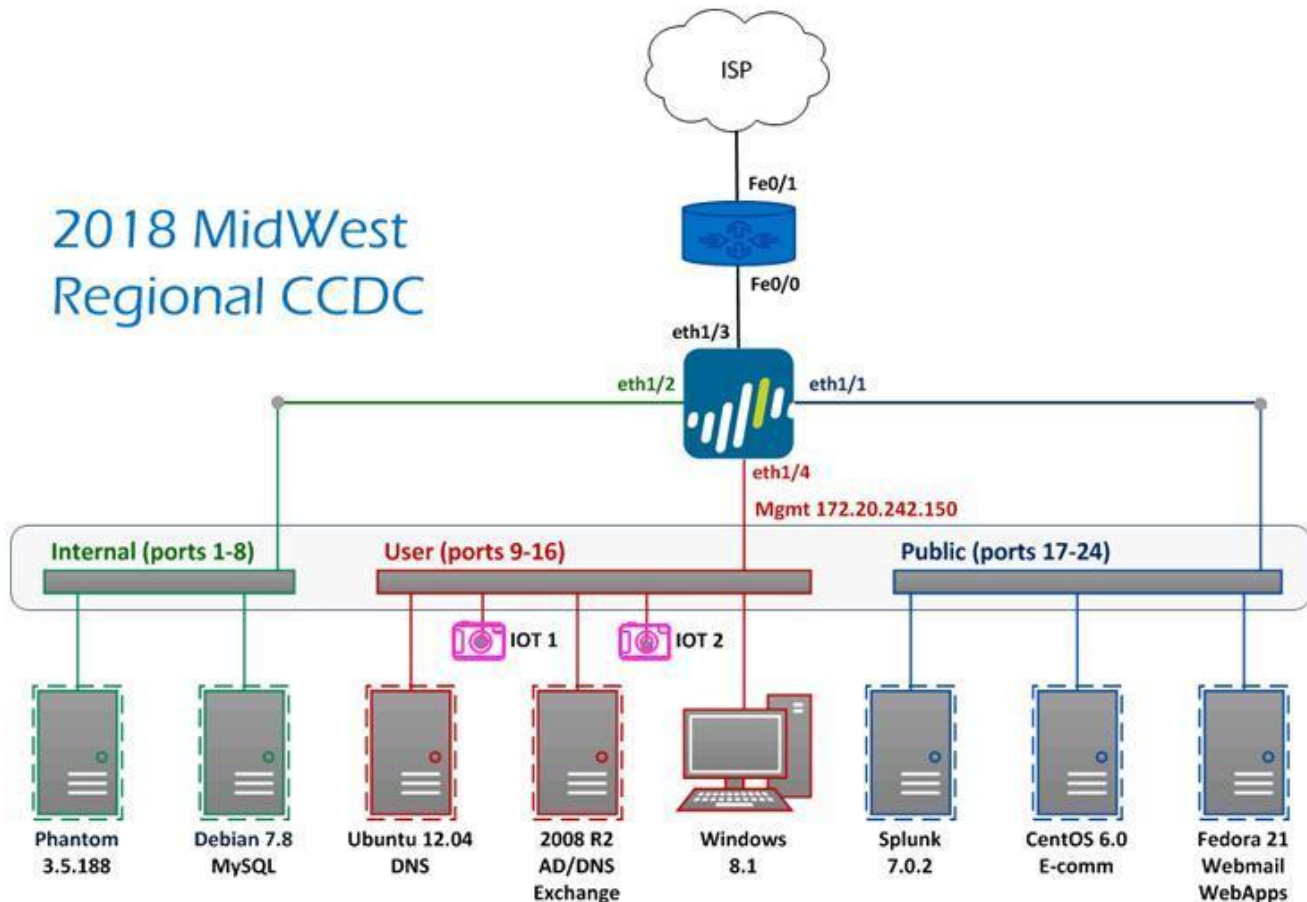 ISP
Fe0/1
2018 MidWest
Regional CCDC
Fe0/0
eth1/3
eth1/2
eth1/1
eth1/4
Mgmt 172.20.242.150
Internal (ports 1-8)
User (ports 9-16)
Public (ports 17-24)
IOT 1
IOT 2
Phantom
3.5.188
Debian 7.8
MySQL
Ubuntu 12.04
DNS
2008 R2
AD/DNS
Exchange
Windows
8.1
Splunk
7.0.2
CentOS 6.0
E-comm
Fedora 21
Webmail
WebApps